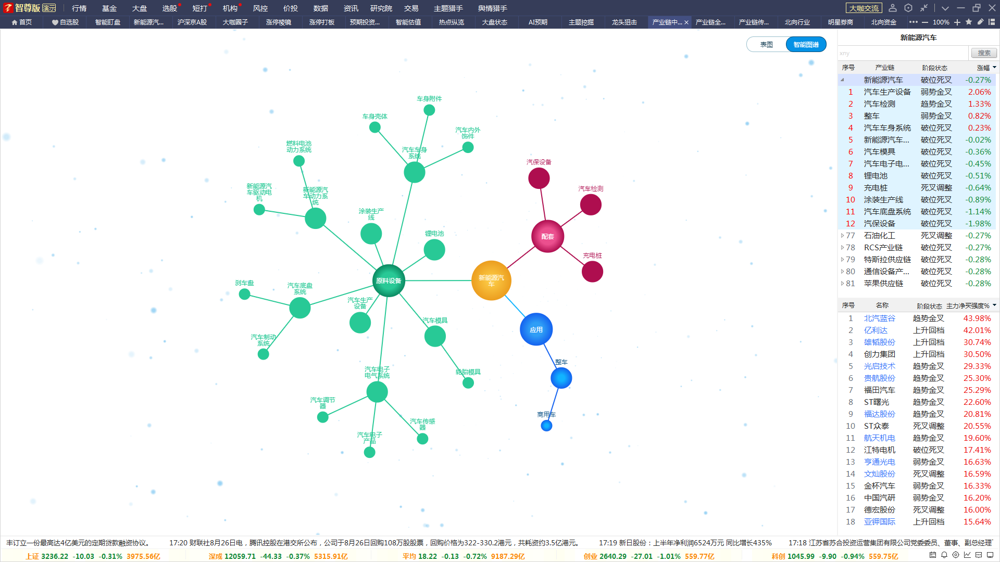 智尊版 演示 行情 基金 大盘 选股 短打 机构 风控 价投 数据 资讯 研究院 交易 主题猎手 舆情猎手 大咖交流
首页 自选股 智能盯盘 新能源汽... 沪深京A股 大咖圈子 涨停棱镜 涨停打板 预期投资... 智能估值 热点纵览 大盘状态 AI预期 主题挖掘 龙头狙击 产业链中... 产业链全... 产业链传... 北向行业 明星券商 北向资金 100%
表图 智能图谱
车身附件
车身壳体
汽车内外
饰件
燃料电池
动力系统
汽车车身
系统
新能源汽
车驱动电
机
新能源汽
车动力系
统
涂装生产
线
锂电池
汽保设备
汽车检测
配套
充电桩
原料设备
新能源汽
车
刹车盘
汽车底盘
系统
汽车生产
设备
汽车模具
汽车制动
系统
应用
整车
商用车
汽车电子
电气系统
轮胎模具
汽车调节
器
汽车传感
器
汽车电子
产品
新能源汽车
xny 搜索
序号 产业链 阶段状态 涨幅
新能源汽车 破位死叉 -0.27%
1 汽车生产设备 弱势金叉 2.06%
2 汽车检测 趋势金叉 1.33%
3 整车 弱势金叉 0.82%
4 汽车车身系统 破位死叉 0.23%
5 新能源汽车... 破位死叉 -0.02%
6 汽车模具 破位死叉 -0.36%
7 汽车电子电... 破位死叉 -0.45%
8 锂电池 破位死叉 -0.51%
9 充电桩 死叉调整 -0.64%
10 涂装生产线 破位死叉 -0.89%
11 汽车底盘系统 破位死叉 -1.14%
12 汽保设备 破位死叉 -1.98%
77 石油化工 死叉调整 -0.27%
78 RCS产业链 破位死叉 -0.27%
79 特斯拉供应链 破位死叉 -0.28%
80 通信设备产... 破位死叉 -0.28%
81 苹果供应链 破位死叉 -0.28%
序号 名称 阶段状态 主力净买强度%
1 北汽蓝谷 趋势金叉 43.98%
2 亿利达 上升回档 42.01%
3 雄韬股份 上升回档 30.74%
4 创力集团 上升回档 30.50%
5 光启技术 趋势金叉 29.33%
6 贵航股份 趋势金叉 25.30%
7 福田汽车 趋势金叉 25.29%
8 ST曙光 趋势金叉 22.60%
9 福达股份 趋势金叉 20.81%
10 ST众泰 死叉调整 20.55%
11 航天机电 趋势金叉 19.60%
12 江特电机 破位死叉 17.41%
13 亨通光电 弱势金叉 16.63%
14 文灿股份 死叉调整 16.59%
15 金杯汽车 弱势金叉 16.33%
16 中国汽研 弱势金叉 16.20%
17 德宏股份 死叉调整 16.00%
18 亚钾国际 上升回档 15.64%
丰订立一份最高达4亿美元的定期贷款融资协议。 17:20 财联社8月26日电，腾讯控股在港交所公布，公司于8月26日回购108万股股票，回购价格为322-330.2港元，共耗资约3.5亿港元。 17:19 新日股份：上半年净利润6524万元 同比增长435% 17:18 江苏省苏合投资运营集团有限公司党委委员、董事、副总经理
上证 3236.22 -10.03 -0.31% 3975.56亿 深成 12059.71 -44.33 -0.37% 5315.91亿 平均 18.22 -0.13 -0.72% 9187.29亿 创业 2640.29 -27.01 -1.01% 559.77亿 科创 1045.99 -9.90 -0.94% 559.75亿